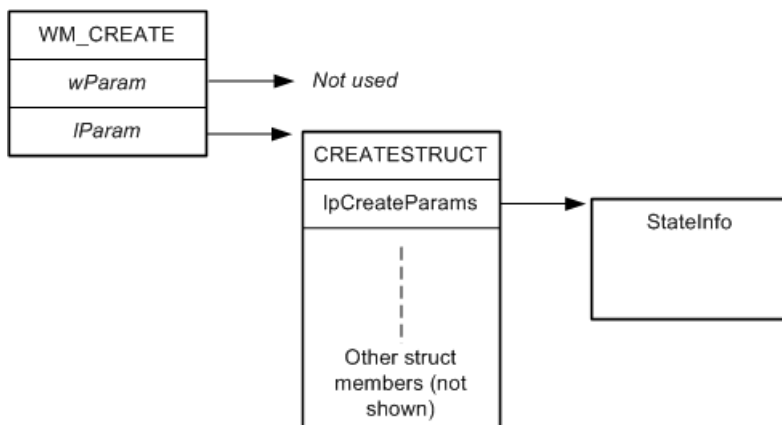 WM_CREATE
wParam
Not used
lParam
CREATESTRUCT
lpCreateParams
StateInfo
Other struct
members (not
shown)